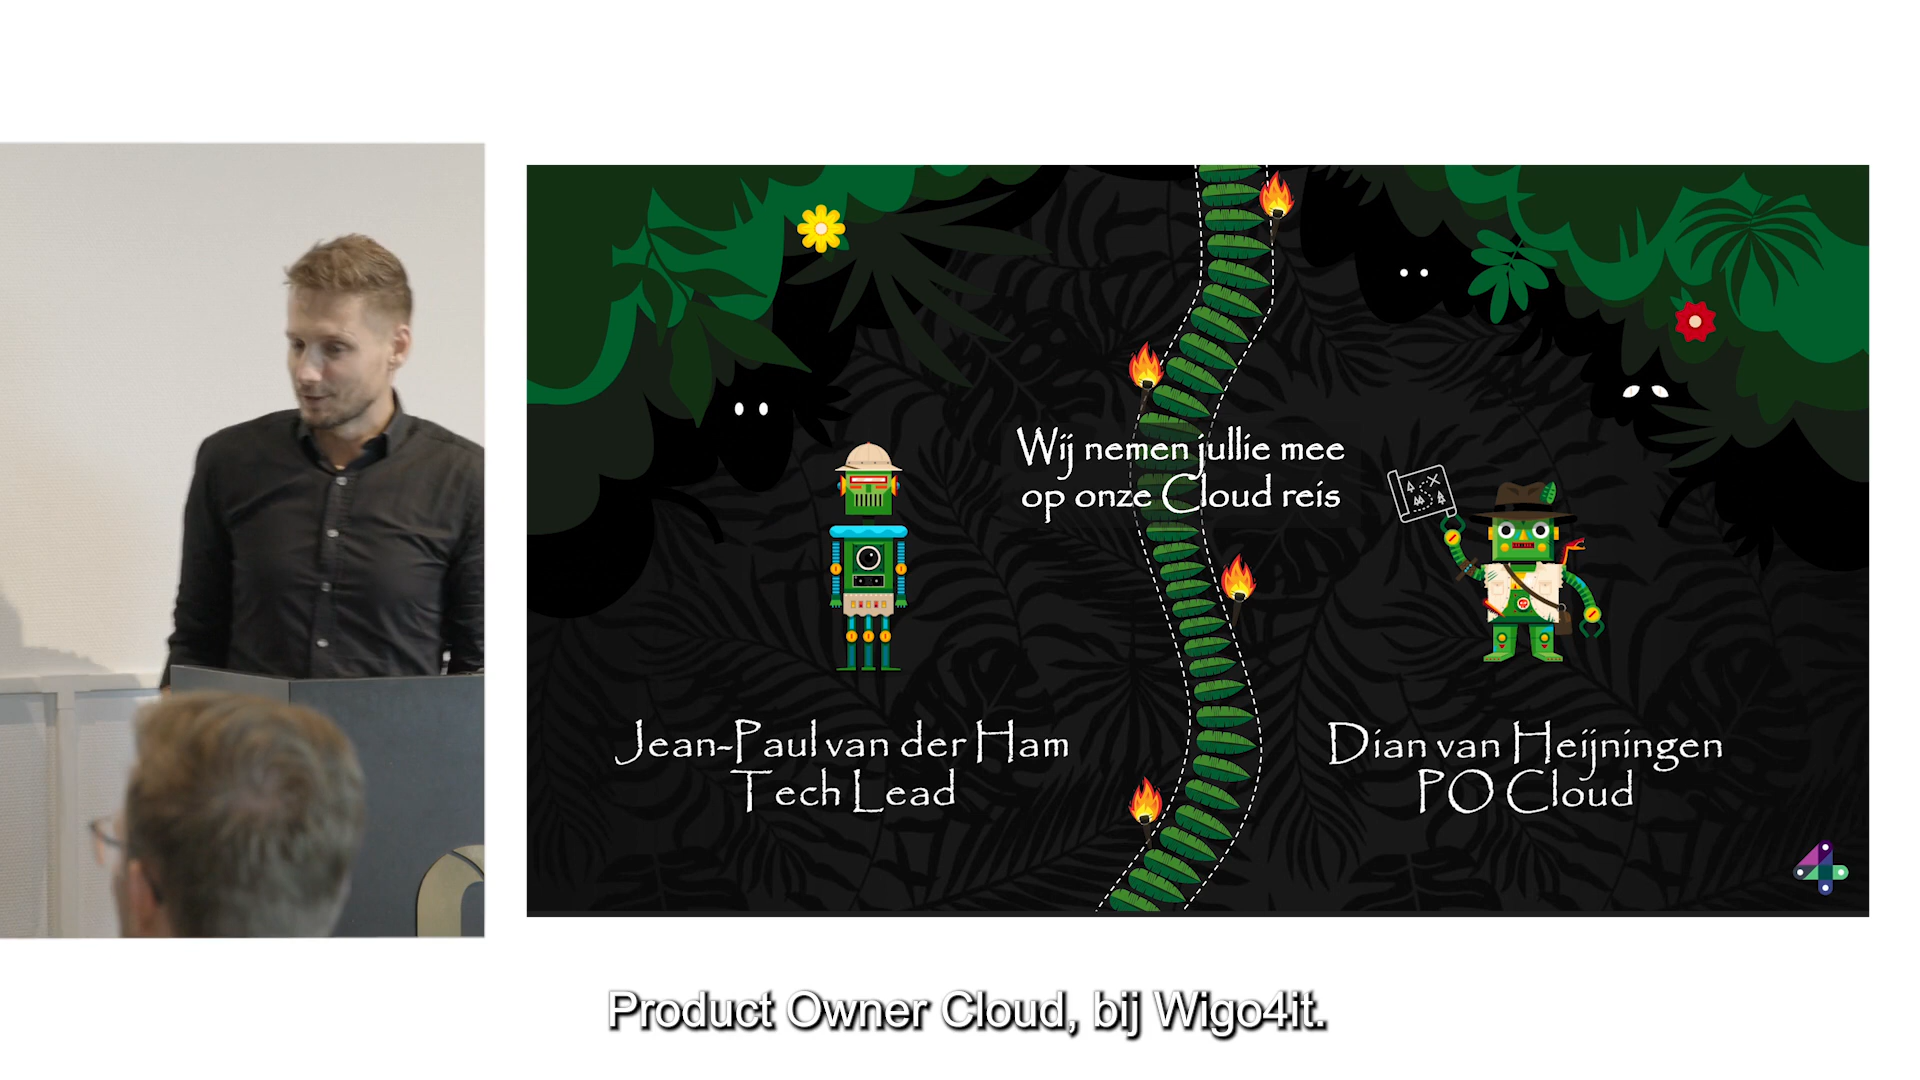 Wij nemen jullie mee
op onze Cloud reis
Jean-Paul van der Ham
Tech Lead
Dian van Heijningen
PO Cloud
Product Owner Cloud, bij Wigo4it.